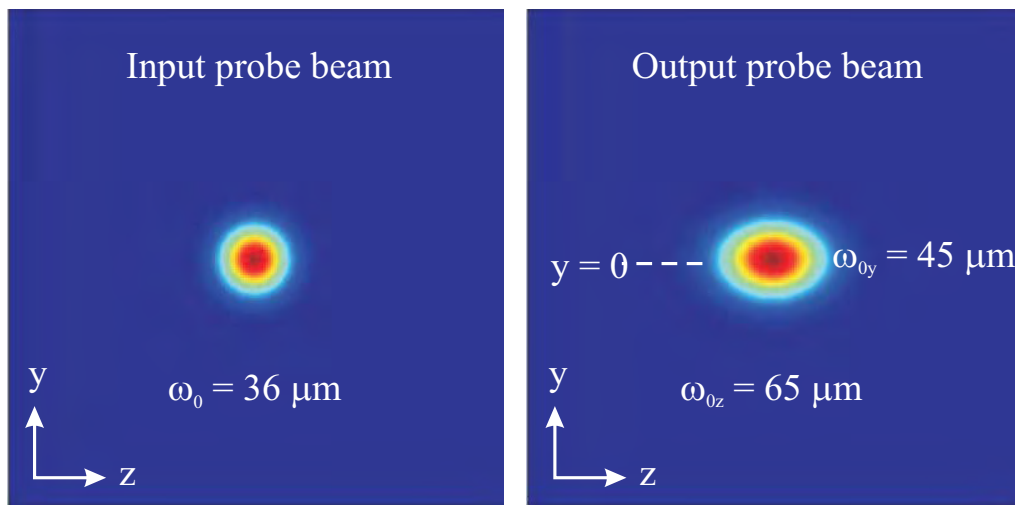 Input probe beam
ω₀ = 36 μm
y
z
Output probe beam
y = 0
ω₀y = 45 μm
ω₀z = 65 μm
y
z